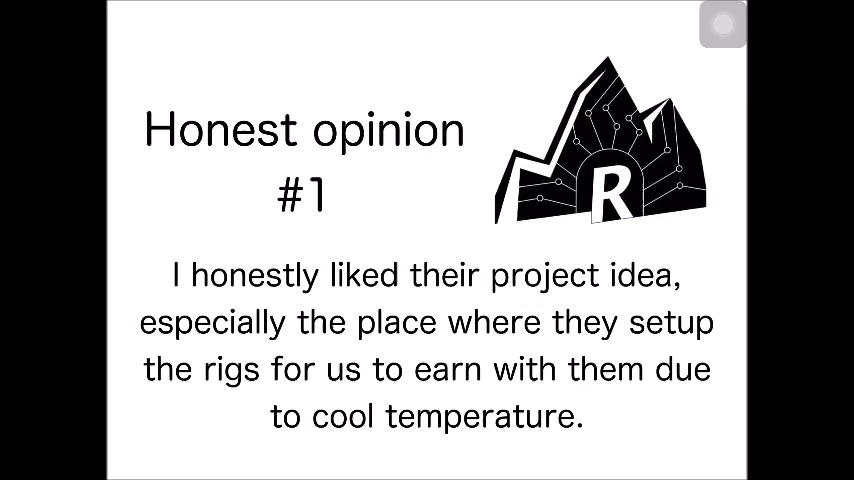 Honest opinion
#1
R
I honestly liked their project idea,
especially the place where they setup
the rigs for us to earn with them due
to cool temperature.